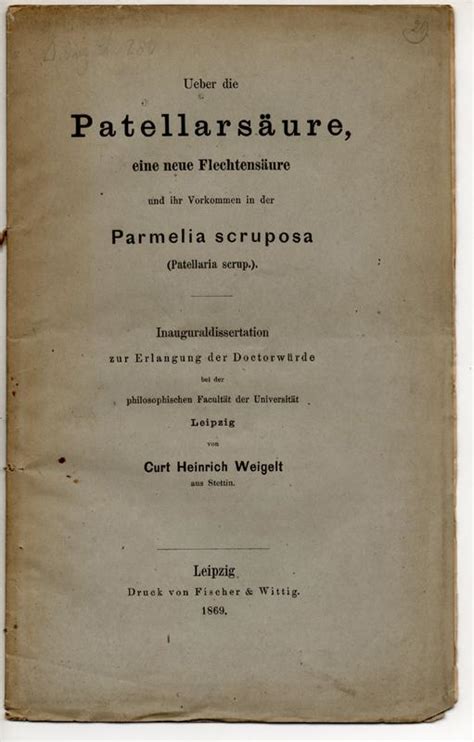 Ueber die
Patellarsäure,
eine neue Flechtensäure
und ihr Vorkommen in der
Parmelia scruposa
(Patellaria scrup.).
Inauguraldissertation
zur Erlangung der Doctorwürde
bei der
philosophischen Facultät der Universität
Leipzig
von
Curt Heinrich Weigelt
aus Stettin.
Leipzig
Druck von Fischer & Wittig.
1869.